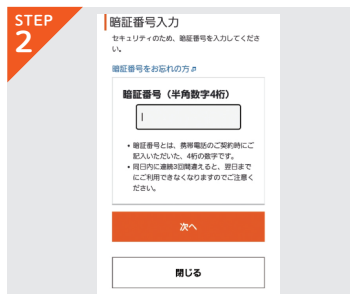 STEP
2
暗証番号入力
セキュリティのため、暗証番号を入力してくださ
い。
暗証番号をお忘れの方
暗証番号（半角数字4桁）
• 暗証番号とは、携帯電話のご契約時にご
記入いただいた、4桁の数字です。
• 同日内に連続3回間違えると、翌日まで
にご利用できなくなりますのでご注意く
ださい。
次へ
閉じる